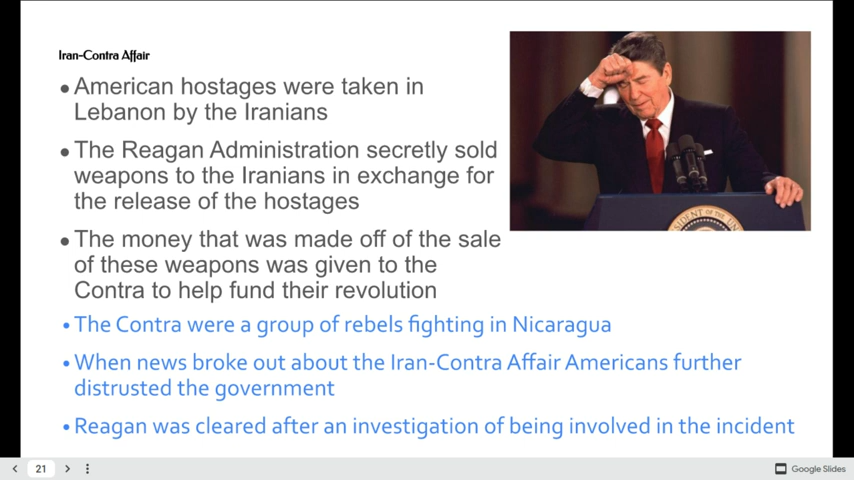 Iran-Contra Affair
• American hostages were taken in
Lebanon by the Iranians
• The Reagan Administration secretly sold
weapons to the Iranians in exchange for
the release of the hostages
• The money that was made off of the sale
of these weapons was given to the
Contra to help fund their revolution
• The Contra were a group of rebels fighting in Nicaragua
• When news broke out about the Iran-Contra Affair Americans further
distrusted the government
• Reagan was cleared after an investigation of being involved in the incident
21
Google Slides